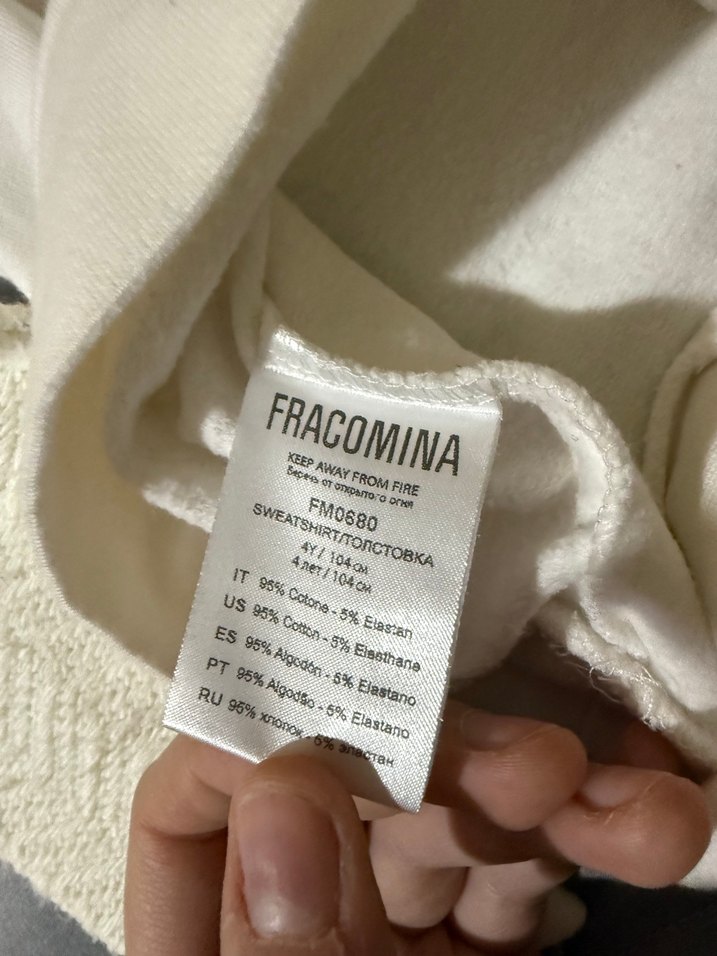 FRACOMINA
KEEP AWAY FROM FIRE
Беречь от открытого огня
FM0680
SWEATSHIRT/ТОЛСТОВКА
4Y / 104 см
4 лет / 104 см
IT 95% Cotone - 5% Elastan
US 95% Cotton - 5% Elasthane
ES 95% Algodón - 5% Elastano
PT 95% Algodão - 5% Elastano
RU 95% хлопок - 5% эластан